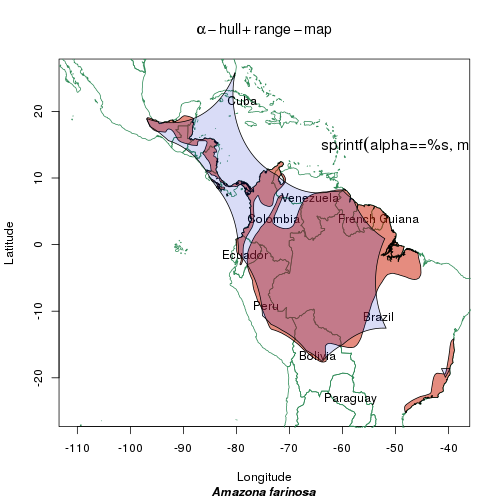 α−hull+range−map
Cuba
sprintf(alpha==%s, m
Venezuela
Colombia
French Guiana
Ecuador
Peru
Brazil
Bolivia
Paraguay
Latitude
20
10
0
-10
-20
-110 -100 -90 -80 -70 -60 -50 -40
Longitude
Amazona farinosa